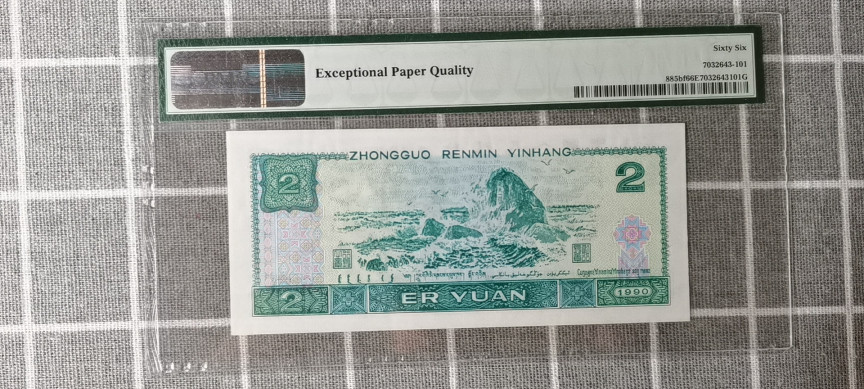 Sixty Six
Exceptional Paper Quality
7032643-101
885bf66E7032643101G
ZHONGGUO RENMIN YINHANG
2
2
2
ER YUAN
1990